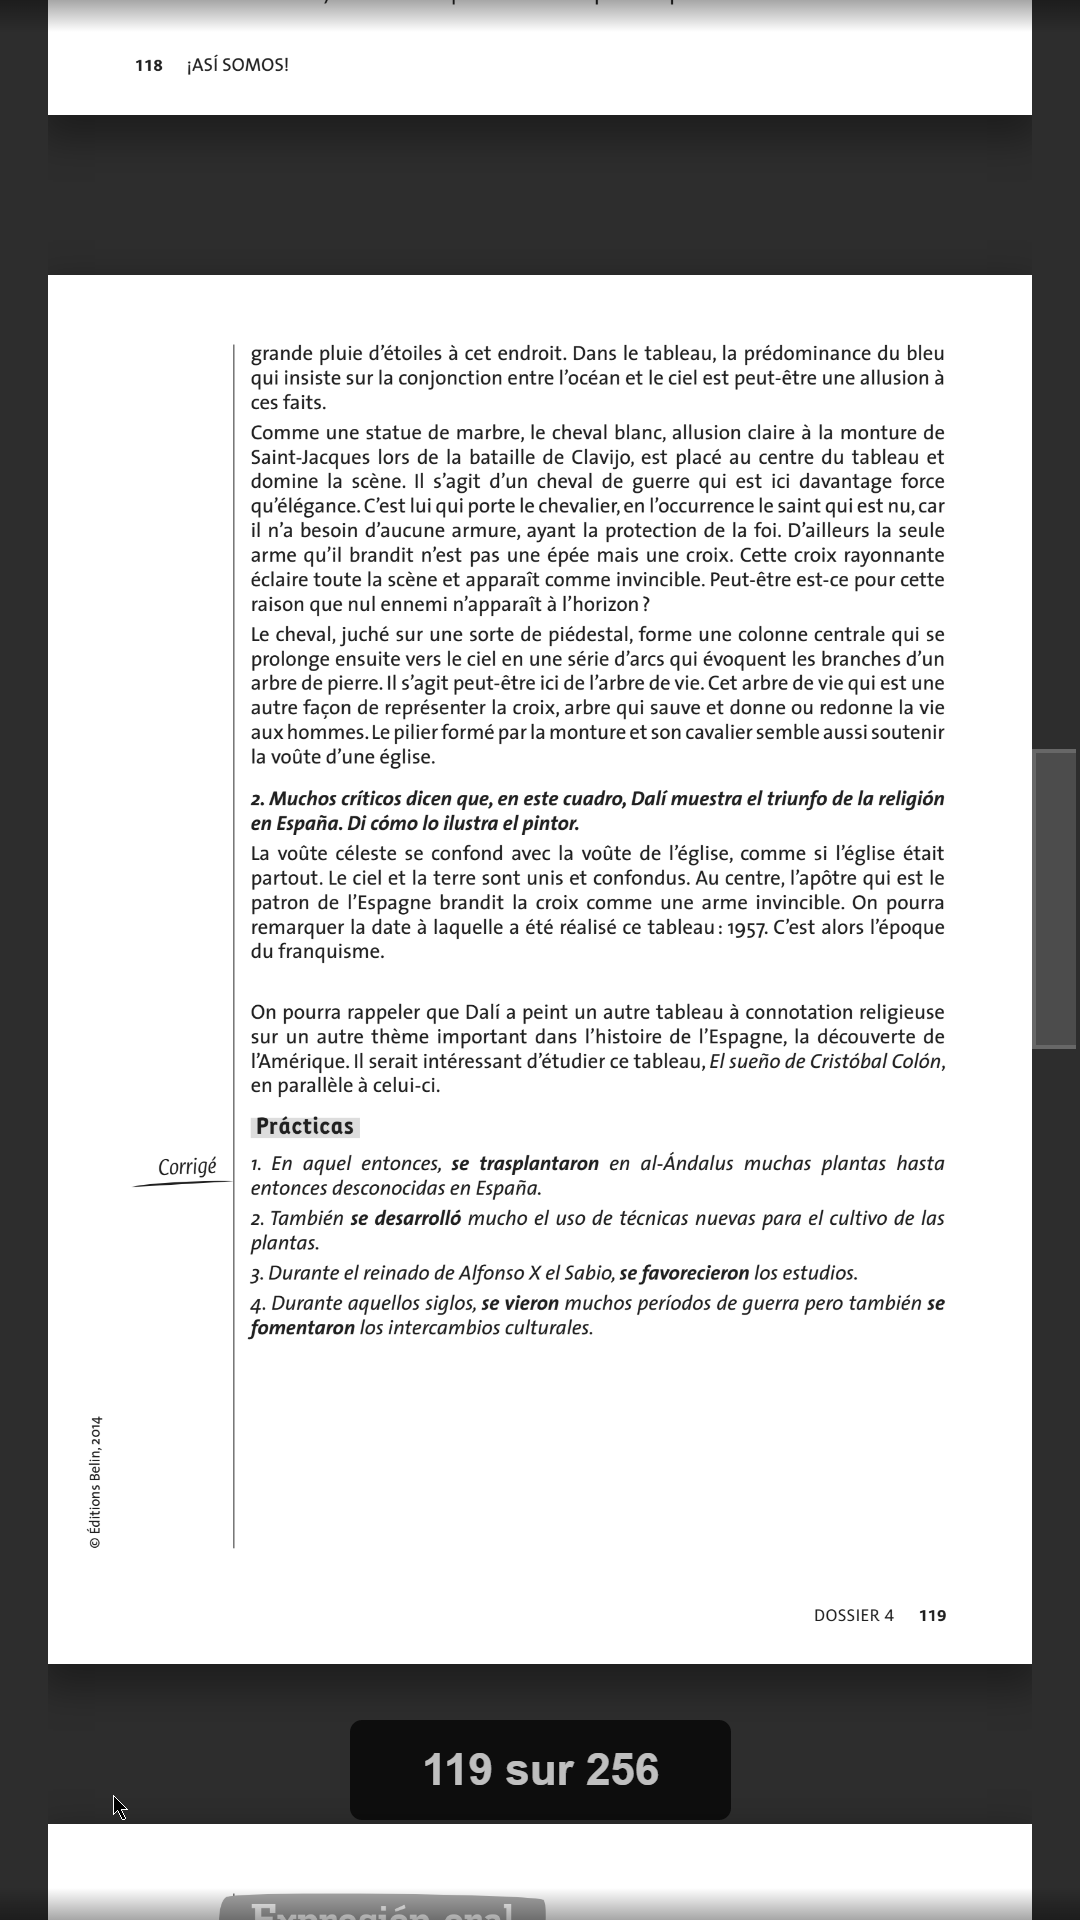 118 ¡ASÍ SOMOS!
grande pluie d’étoiles à cet endroit. Dans le tableau, la prédominance du bleu
qui insiste sur la conjonction entre l’océan et le ciel est peut-être une allusion à
ces faits.
Comme une statue de marbre, le cheval blanc, allusion claire à la monture de
Saint-Jacques lors de la bataille de Clavijo, est placé au centre du tableau et
domine la scène. Il s’agit d’un cheval de guerre qui est ici davantage force
qu’élégance. C’est lui qui porte le chevalier, en l’occurrence le saint qui est nu, car
il n’a besoin d’aucune armure, ayant la protection de la foi. D’ailleurs la seule
arme qu’il brandit n’est pas une épée mais une croix. Cette croix rayonnante
éclaire toute la scène et apparaît comme invincible. Peut-être est-ce pour cette
raison que nul ennemi n’apparaît à l’horizon ?
Le cheval, juché sur une sorte de piédestal, forme une colonne centrale qui se
prolonge ensuite vers le ciel en une série d’arcs qui évoquent les branches d’un
arbre de pierre. Il s’agit peut-être ici de l’arbre de vie. Cet arbre de vie qui est une
autre façon de représenter la croix, arbre qui sauve et donne ou redonne la vie
aux hommes. Le pilier formé par la monture et son cavalier semble aussi soutenir
la voûte d’une église.
2. Muchos críticos dicen que, en este cuadro, Dalí muestra el triunfo de la religión
en España. Di cómo lo ilustra el pintor.
La voûte céleste se confond avec la voûte de l’église, comme si l’église était
partout. Le ciel et la terre sont unis et confondus. Au centre, l’apôtre qui est le
patron de l’Espagne brandit la croix comme une arme invincible. On pourra
remarquer la date à laquelle a été réalisé ce tableau : 1957. C’est alors l’époque
du franquisme.
On pourra rappeler que Dalí a peint un autre tableau à connotation religieuse
sur un autre thème important dans l’histoire de l’Espagne, la découverte de
l’Amérique. Il serait intéressant d’étudier ce tableau, El sueño de Cristóbal Colón,
en parallèle à celui-ci.
Prácticas
Corrigé
1. En aquel entonces, se trasplantaron en al-Ándalus muchas plantas hasta
entonces desconocidas en España.
2. También se desarrolló mucho el uso de técnicas nuevas para el cultivo de las
plantas.
3. Durante el reinado de Alfonso X el Sabio, se favorecieron los estudios.
4. Durante aquellos siglos, se vieron muchos períodos de guerra pero también se
fomentaron los intercambios culturales.
© Éditions Belin, 2014
DOSSIER 4 119
119 sur 256
Expresión oral